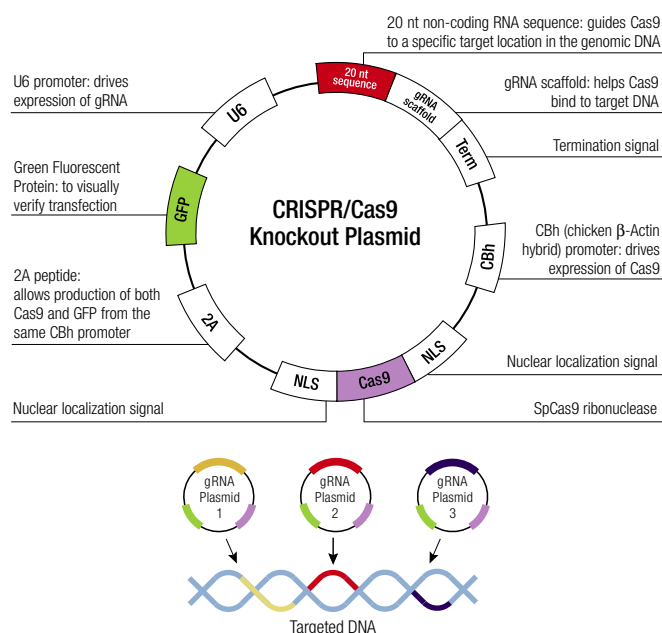 20 nt non-coding RNA sequence: guides Cas9
to a specific target location in the genomic DNA
U6 promoter: drives
expression of gRNA
20 nt
sequence
gRNA
scaffold
gRNA scaffold: helps Cas9
bind to target DNA
U6
Term
Termination signal
Green Fluorescent
Protein: to visually
verify transfection
GFP
CRISPR/Cas9
Knockout Plasmid
CBh
CBh (chicken β-Actin
hybrid) promoter: drives
expression of Cas9
2A peptide:
allows production of both
Cas9 and GFP from the
same CBh promoter
2A
NLS
Cas9
NLS
Nuclear localization signal
Nuclear localization signal
SpCas9 ribonuclease
gRNA
Plasmid
1
gRNA
Plasmid
2
gRNA
Plasmid
3
Targeted DNA